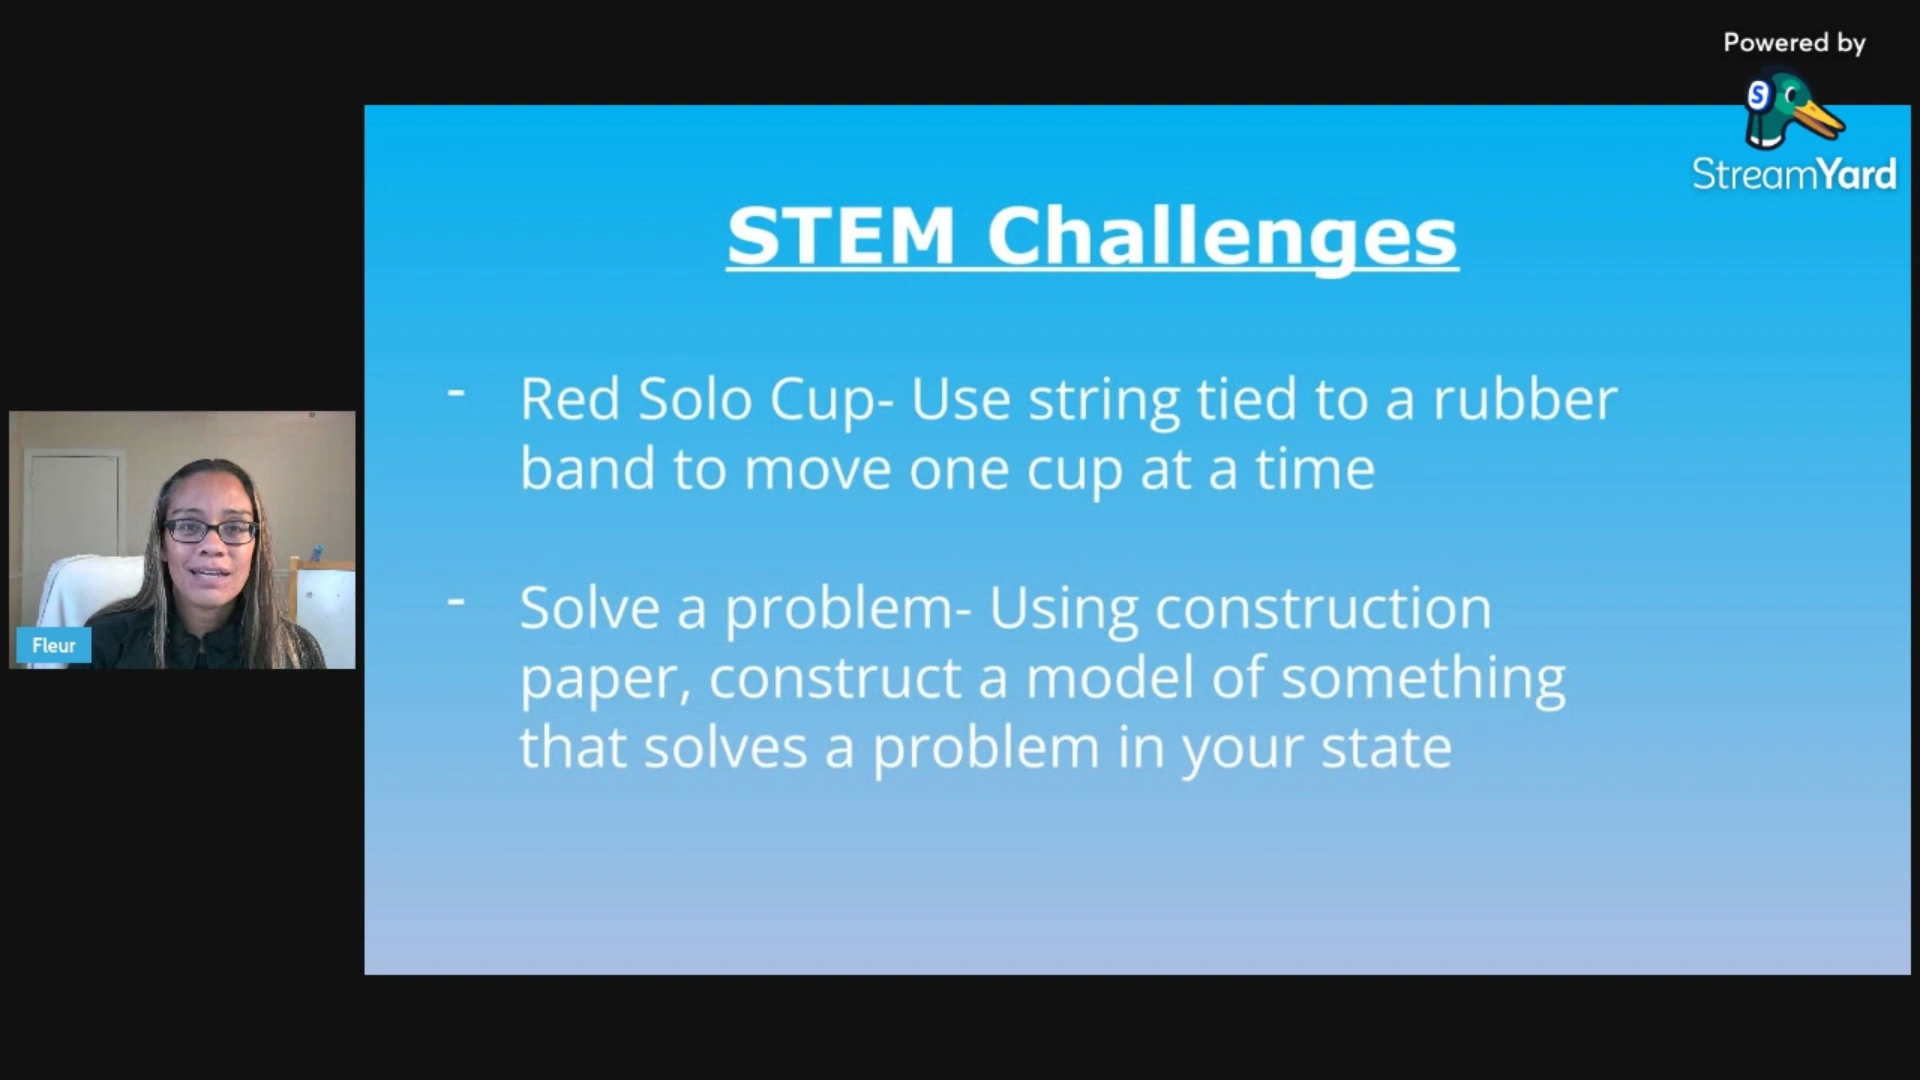 Powered by
S
StreamYard
STEM Challenges
- Red Solo Cup- Use string tied to a rubber
band to move one cup at a time
- Solve a problem- Using construction
paper, construct a model of something
that solves a problem in your state
Fleur